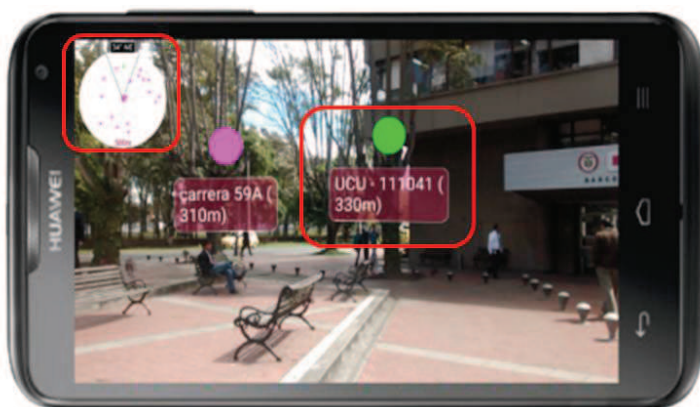 HUAWEI
carrera 59A (
310m)
UCU - 111041 (
330m)